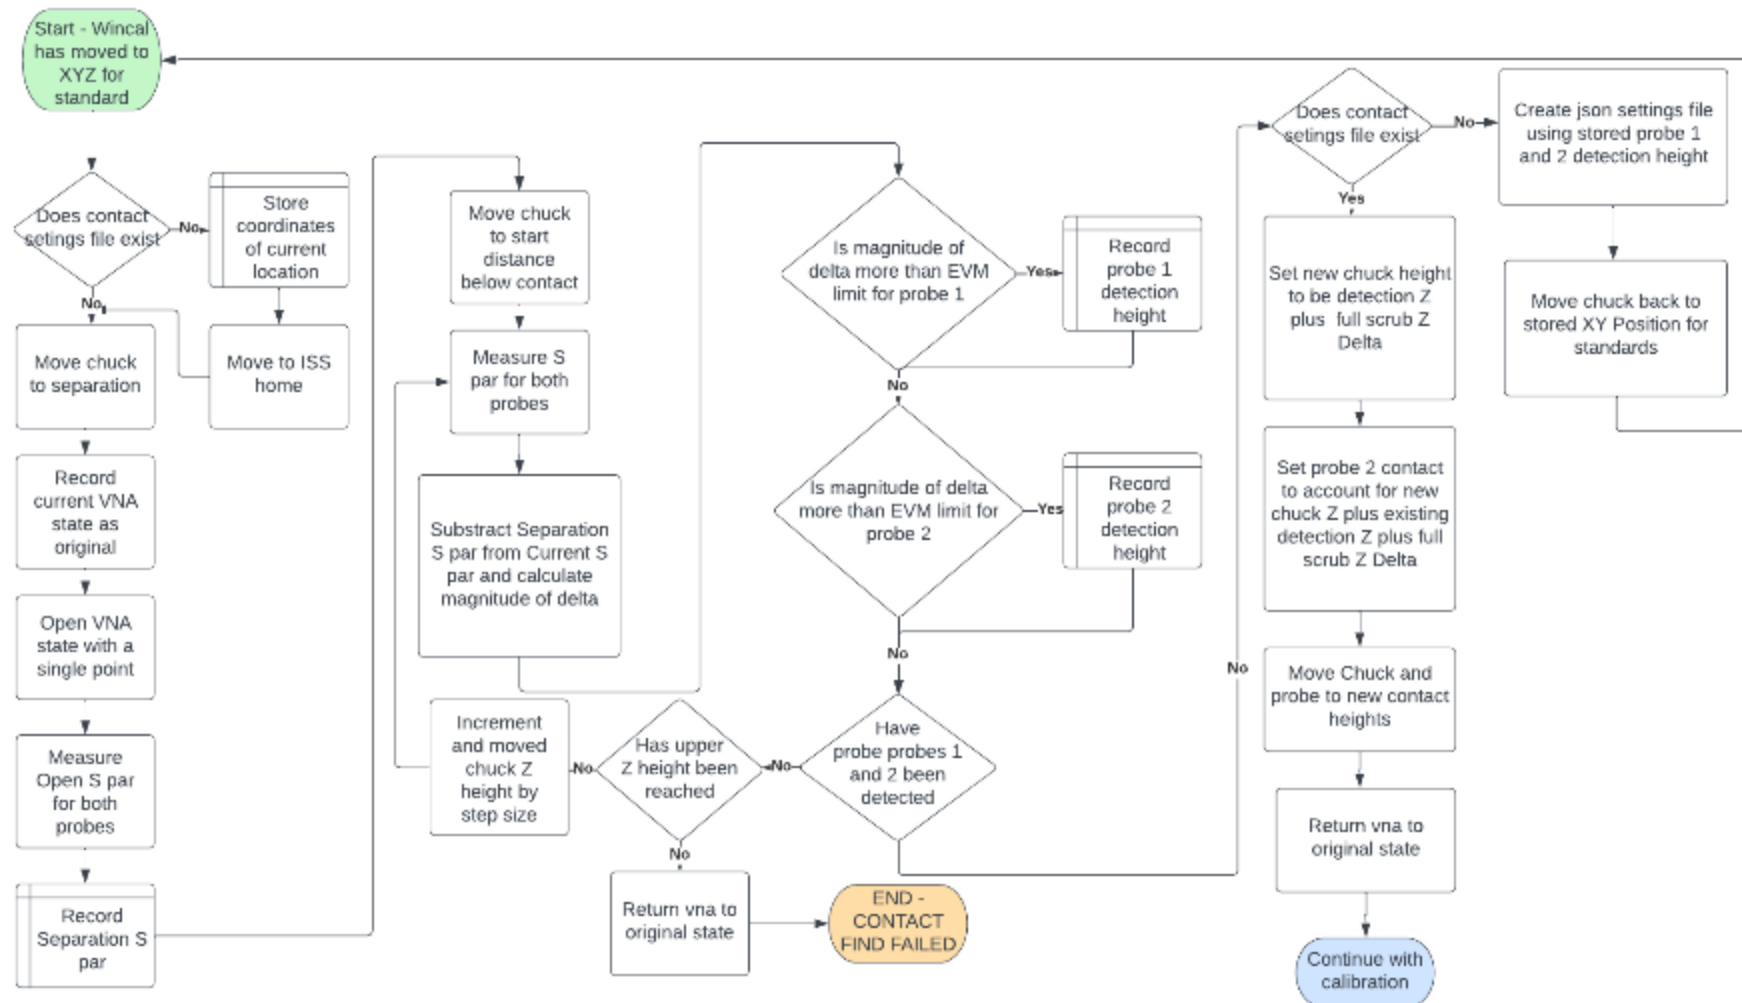 Start - Wincal
has moved to
XYZ for
standard
Does contact
setings file exist
No
Store
coordinates
of current
location
No
Move chuck
to separation
Move to ISS
home
Record
current VNA
state as
original
Open VNA
state with a
single point
Measure
Open S par
for both
probes
Record
Separation S
par
Move chuck
to start
distance
below contact
Measure S
par for both
probes
Substract Separation
S par from Current S
par and calculate
magnitude of delta
Increment
and moved
chuck Z
height by
step size
No
Has upper
Z height been
reached
No
No
Return vna to
original state
END -
CONTACT
FIND FAILED
Is magnitude of
delta more than EVM
limit for probe 1
Yes
Record
probe 1
detection
height
No
Is magnitude of delta
more than EVM limit for
probe 2
Yes
Record
probe 2
detection
height
No
Have
probe probes 1
and 2 been
detected
No
Does contact
setings file exist
No
Create json settings file
using stored probe 1
and 2 detection height
Yes
Set new chuck height
to be detection Z
plus full scrub Z
Delta
Move chuck back to
stored XY Position for
standards
Set probe 2 contact
to account for new
chuck Z plus existing
detection Z plus full
scrub Z Delta
Move Chuck and
probe to new contact
heights
Return vna to
original state
Continue with
calibration